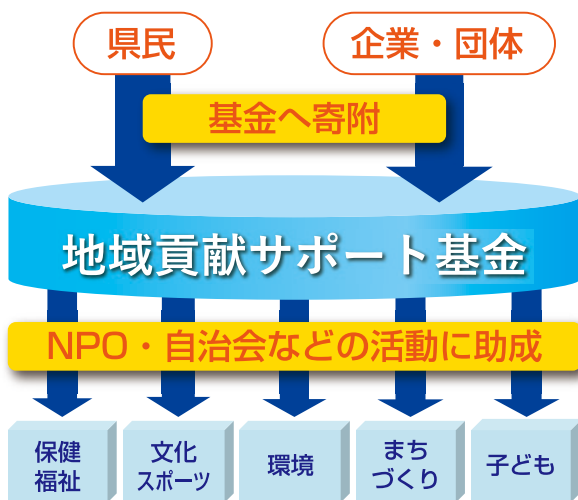 県民
企業・団体
基金へ寄附
地域貢献サポート基金
NPO・自治会などの活動に助成
保健
福祉
文化
スポーツ
環境
まち
づくり
子ども